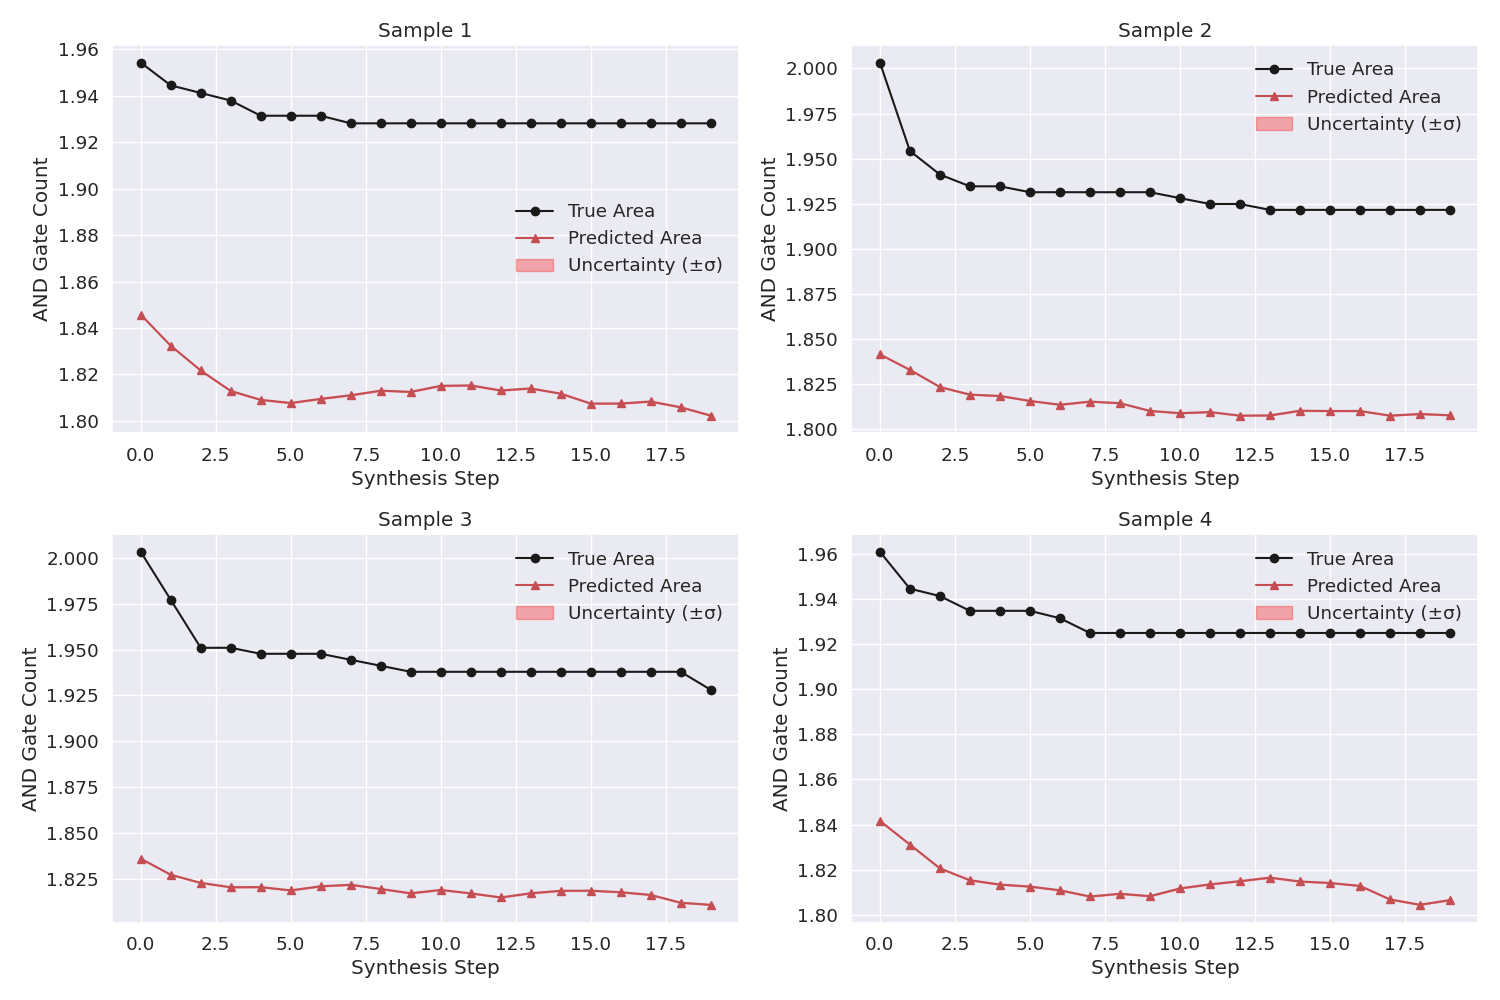 Sample 1
1.96
1.94
1.92
1.90
1.88
1.86
1.84
1.82
1.80
AND Gate Count
True Area
Predicted Area
Uncertainty (±σ)
0.0 2.5 5.0 7.5 10.0 12.5 15.0 17.5
Synthesis Step
Sample 2
2.000
1.975
1.950
1.925
1.900
1.875
1.850
1.825
1.800
AND Gate Count
True Area
Predicted Area
Uncertainty (±σ)
0.0 2.5 5.0 7.5 10.0 12.5 15.0 17.5
Synthesis Step
Sample 3
2.000
1.975
1.950
1.925
1.900
1.875
1.850
1.825
AND Gate Count
True Area
Predicted Area
Uncertainty (±σ)
0.0 2.5 5.0 7.5 10.0 12.5 15.0 17.5
Synthesis Step
Sample 4
1.96
1.94
1.92
1.90
1.88
1.86
1.84
1.82
1.80
AND Gate Count
True Area
Predicted Area
Uncertainty (±σ)
0.0 2.5 5.0 7.5 10.0 12.5 15.0 17.5
Synthesis Step